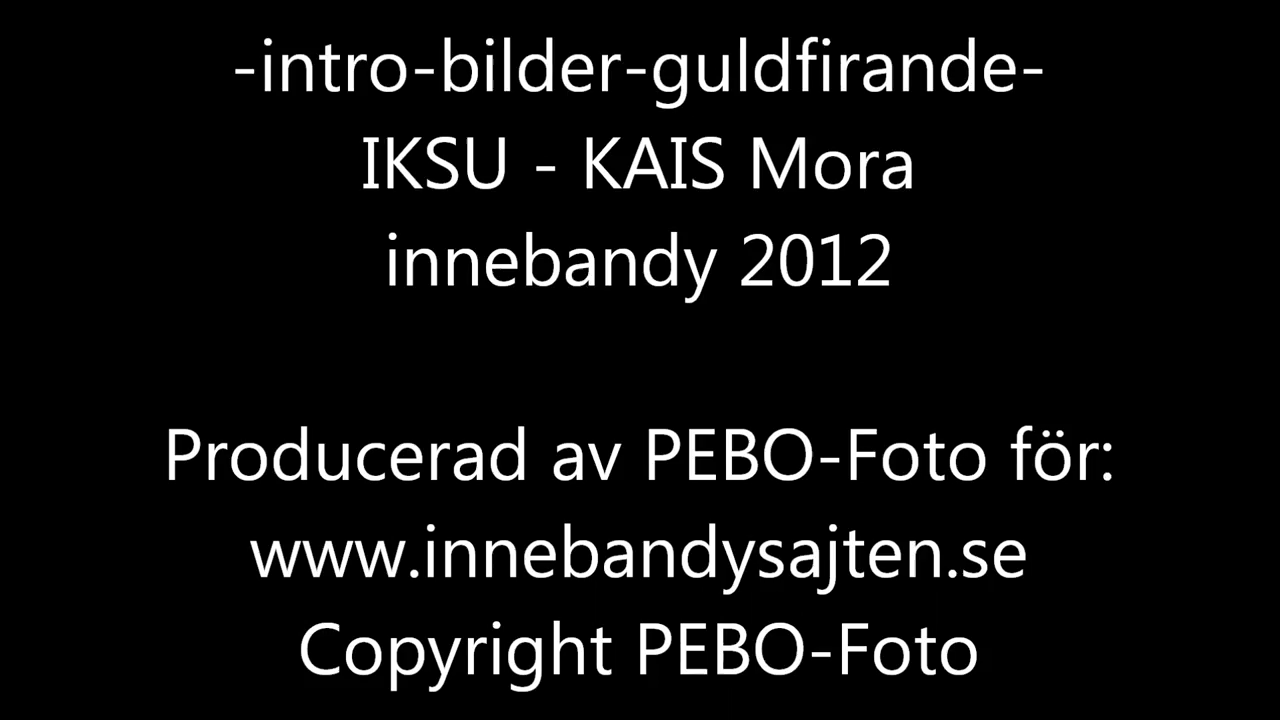 -intro-bilder-guldfirande-
IKSU - KAIS Mora
innebandy 2012
Producerad av PEBO-Foto för:
www.innebandysajten.se
Copyright PEBO-Foto